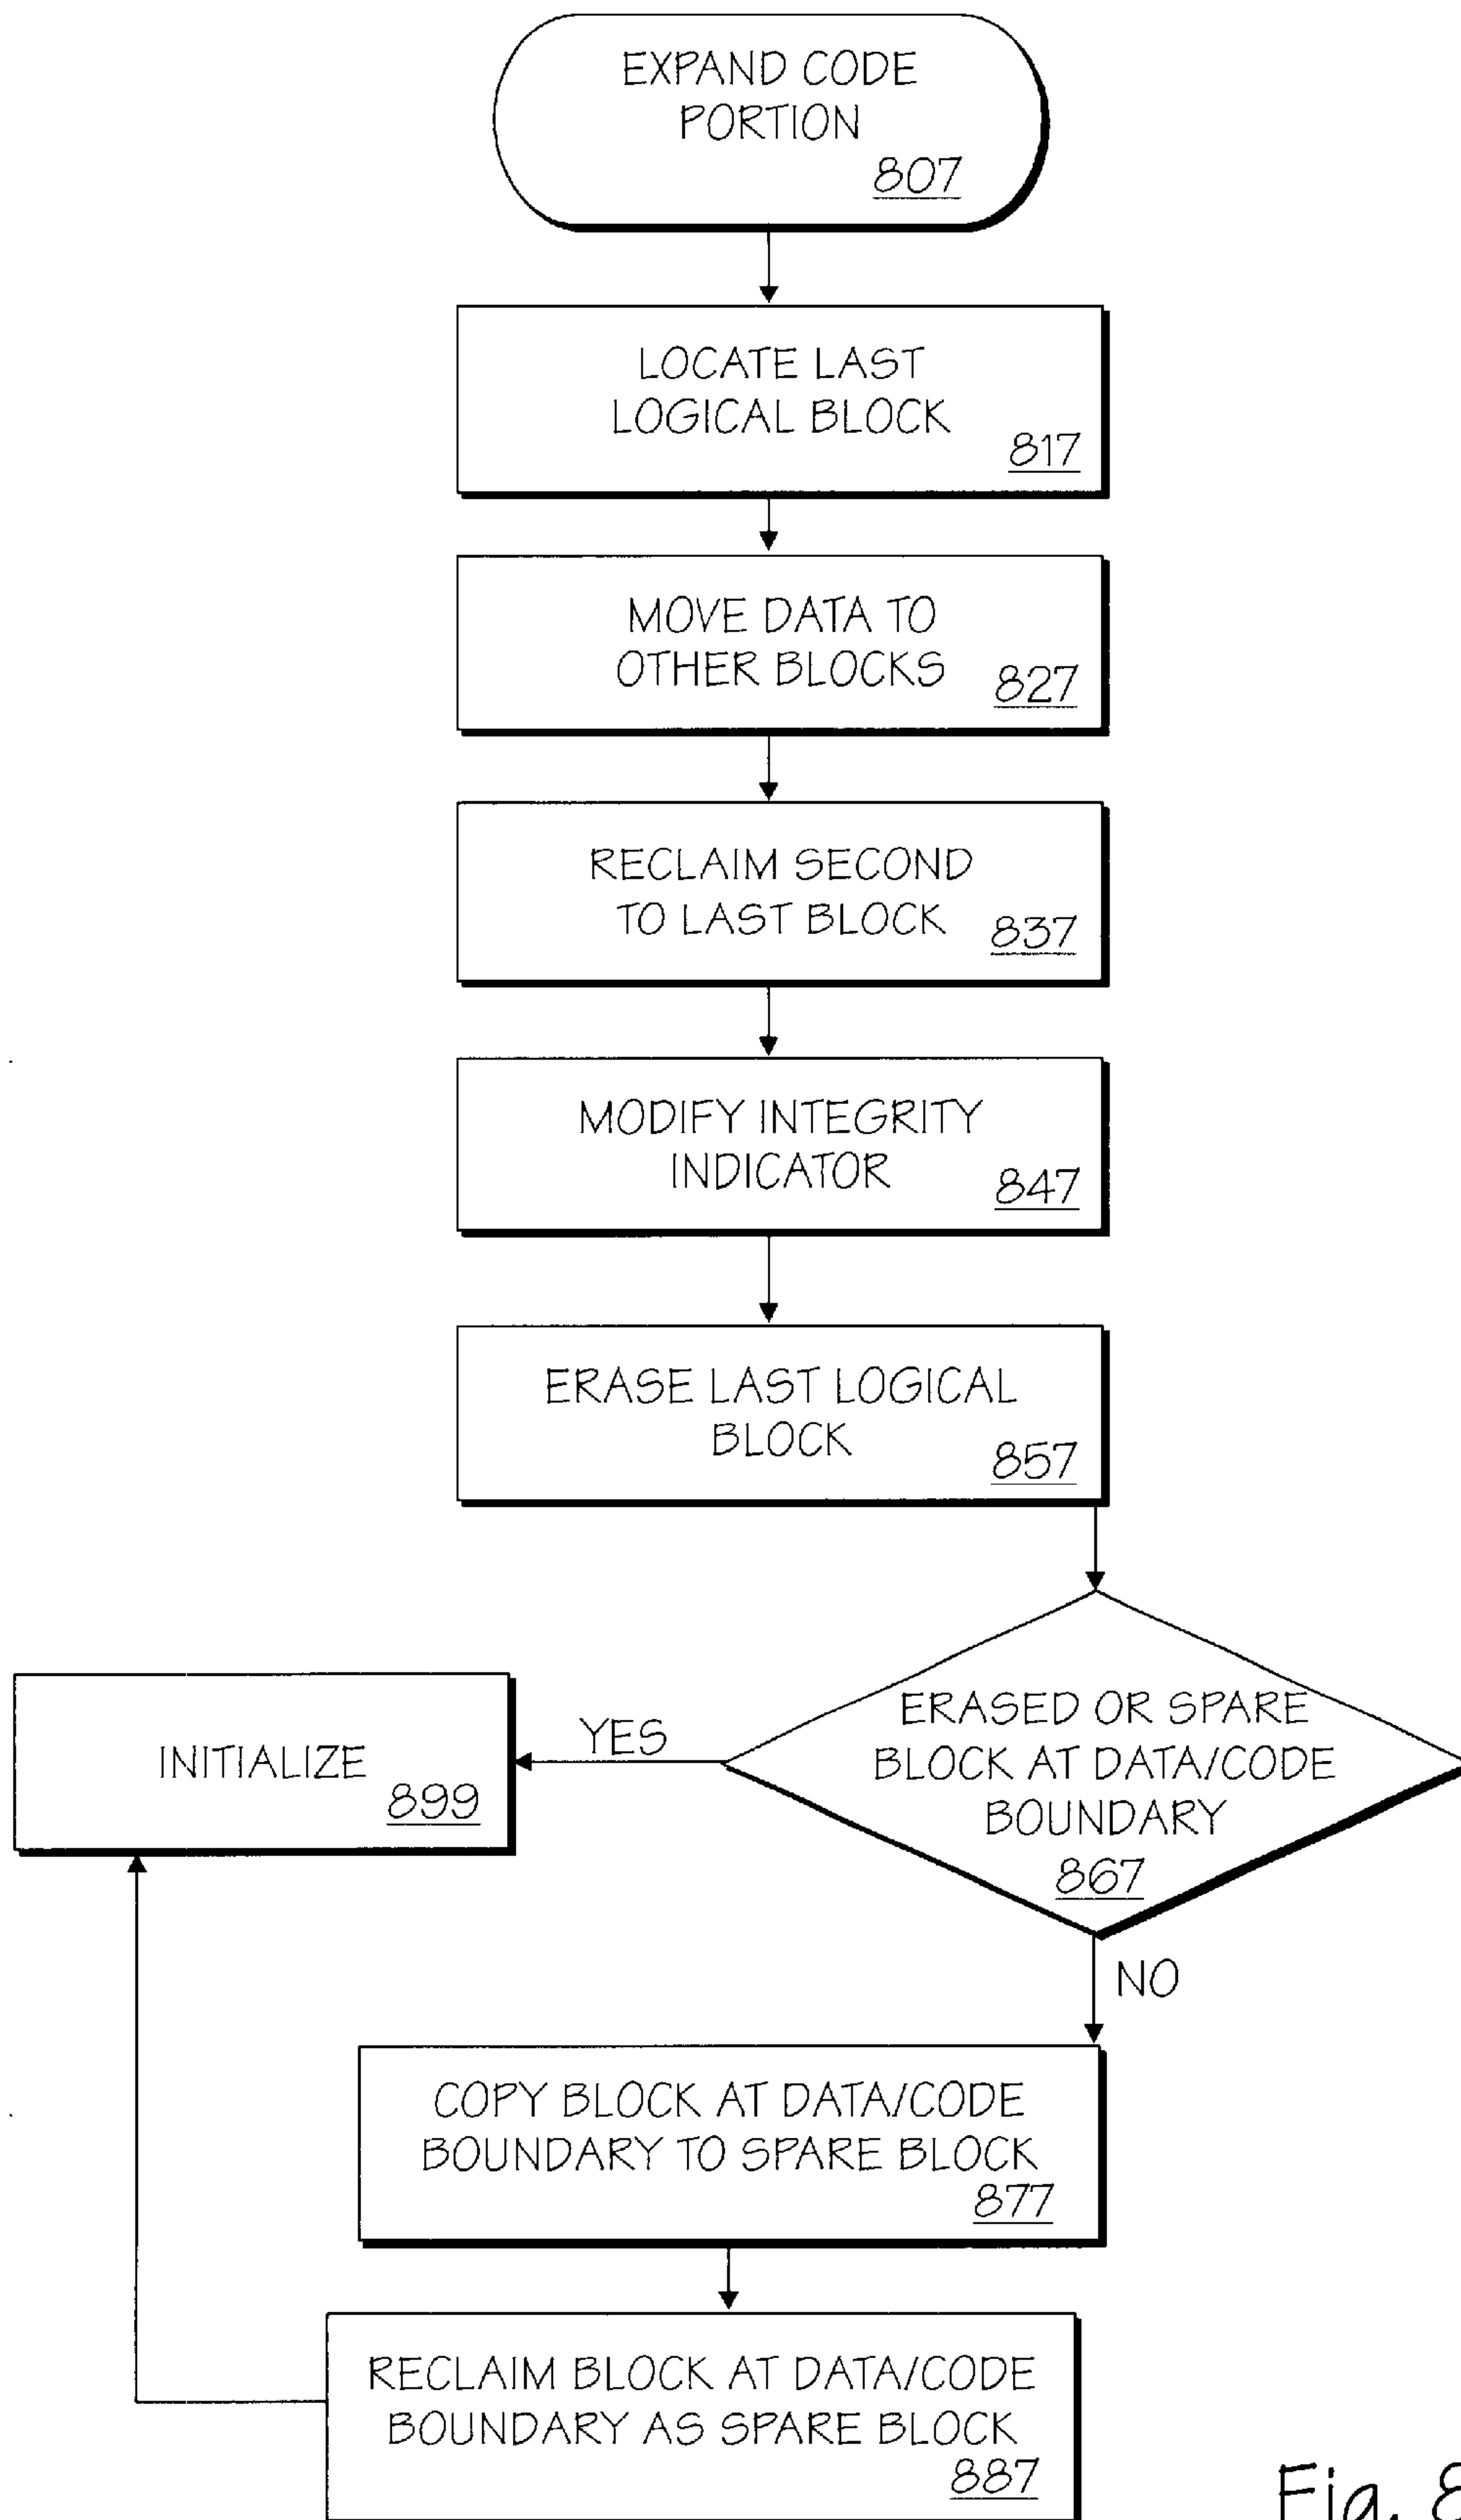 EXPAND CODE
PORTION
807
LOCATE LAST
LOGICAL BLOCK
817
MOVE DATA TO
OTHER BLOCKS
827
RECLAIM SECOND
TO LAST BLOCK
837
MODIFY INTEGRITY
INDICATOR
847
ERASE LAST LOGICAL
BLOCK
857
ERASED OR SPARE
BLOCK AT DATA/CODE
BOUNDARY
867
YES
INITIALIZE
899
NO
COPY BLOCK AT DATA/CODE
BOUNDARY TO SPARE BLOCK
877
RECLAIM BLOCK AT DATA/CODE
BOUNDARY AS SPARE BLOCK
887
Fig. 8